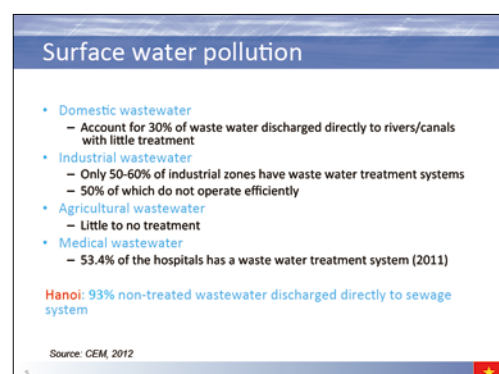 Surface water pollution
• Domestic wastewater
– Account for 30% of waste water discharged directly to rivers/canals
with little treatment
• Industrial wastewater
– Only 50-60% of industrial zones have waste water treatment systems
– 50% of which do not operate efficiently
• Agricultural wastewater
– Little to no treatment
• Medical wastewater
– 53.4% of the hospitals has a waste water treatment system (2011)
Hanoi: 93% non-treated wastewater discharged directly to sewage
system
Source: CEM, 2012